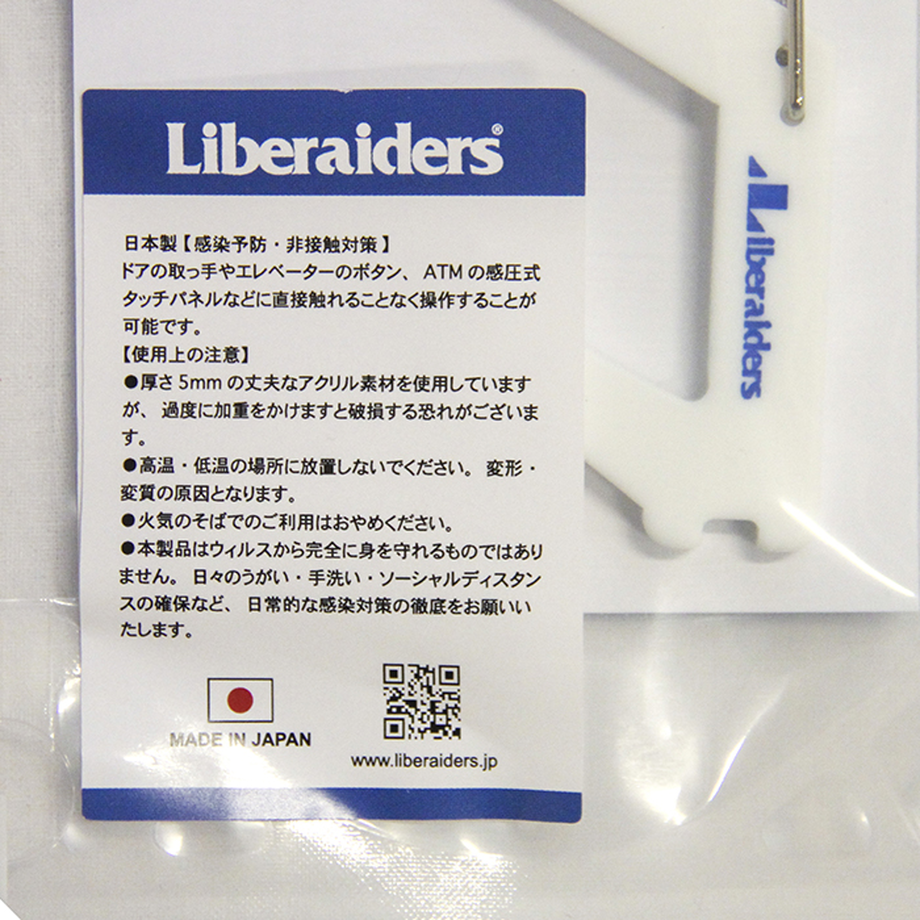 Liberaiders®
日本製【感染予防・非接触対策】
ドアの取っ手やエレベーターのボタン、ATMの感圧式
タッチパネルなどに直接触れることなく操作することが
可能です。
【使用上の注意】
●厚さ5mmの丈夫なアクリル素材を使用しています
が、過度に加重をかけますと破損する恐れがございま
す。
●高温・低温の場所に放置しないでください。変形・
変質の原因となります。
●火気のそばでのご利用はおやめください。
●本製品はウィルスから完全に身を守れるものではあり
ません。日々のうがい・手洗い・ソーシャルディスタン
スの確保など、日常的な感染対策の徹底をお願いい
たします。
MADE IN JAPAN
www.liberaiders.jp
Liberaiders